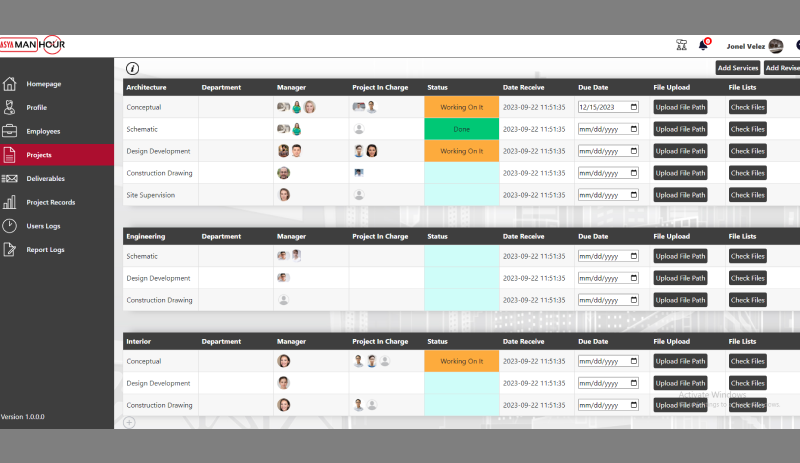 ASYA MAN HOUR
8
Jonel Velez
Homepage
Profile
Employees
Projects
Deliverables
Project Records
Users Logs
Report Logs
Version 1.0.0.0
i
Add Services
Add Revise
Architecture Department Manager Project In Charge Status Date Receive Due Date File Upload File Lists
Conceptual Working On It 2023-09-22 11:51:35 12/15/2023 Upload File Path Check Files
Schematic Done 2023-09-22 11:51:35 mm/dd/yyyy Upload File Path Check Files
Design Development Working On It 2023-09-22 11:51:35 mm/dd/yyyy Upload File Path Check Files
Construction Drawing 2023-09-22 11:51:35 mm/dd/yyyy Upload File Path Check Files
Site Supervision 2023-09-22 11:51:35 mm/dd/yyyy Upload File Path Check Files
Engineering Department Manager Project In Charge Status Date Receive Due Date File Upload File Lists
Schematic 2023-09-22 11:51:35 mm/dd/yyyy Upload File Path Check Files
Design Development 2023-09-22 11:51:35 mm/dd/yyyy Upload File Path Check Files
Construction Drawing 2023-09-22 11:51:35 mm/dd/yyyy Upload File Path Check Files
Interior Department Manager Project In Charge Status Date Receive Due Date File Upload File Lists
Conceptual Working On It 2023-09-22 11:51:35 mm/dd/yyyy Upload File Path Check Files
Design Development 2023-09-22 11:51:35 mm/dd/yyyy Upload File Path Check Files
Activate Windows
Construction Drawing 2023-09-22 11:51:35 mm/dd/yyyy Upload File Path Check Files